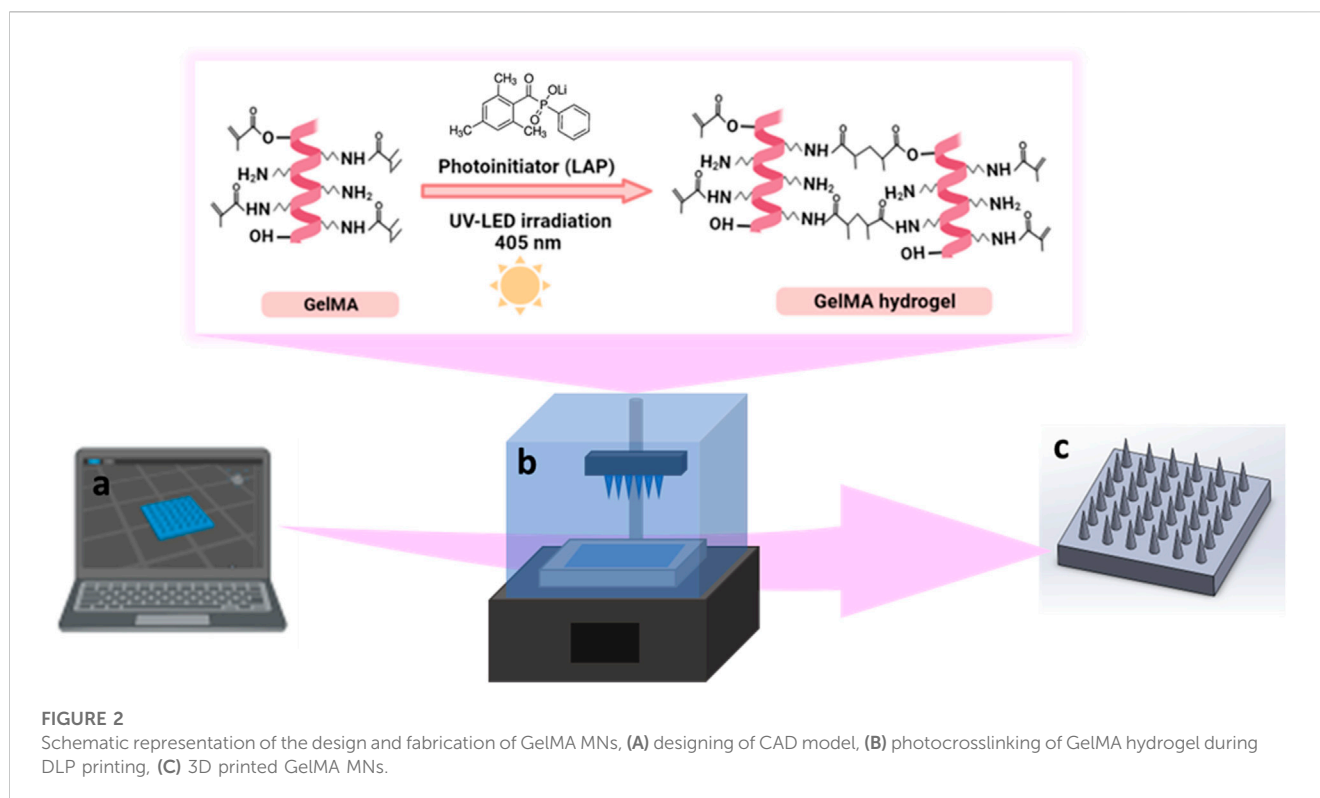 CH₃
O
OLi
P
O
H₃C
CH₃
Photoinitiator (LAP)
UV-LED irradiation
405 nm
O
O
O
NH
H₂N
NH₂
O
HN
O
OH
NH
GelMA
O
O
O
NH
O
O
O
O
NH
H₂N
NH₂
H₂N
NH₂
O
HN
O
O
HN
O
OH
NH
OH
NH
GelMA hydrogel
a
b
c
FIGURE 2
Schematic representation of the design and fabrication of GelMA MNs, (A) designing of CAD model, (B) photocrosslinking of GelMA hydrogel during
DLP printing, (C) 3D printed GelMA MNs.